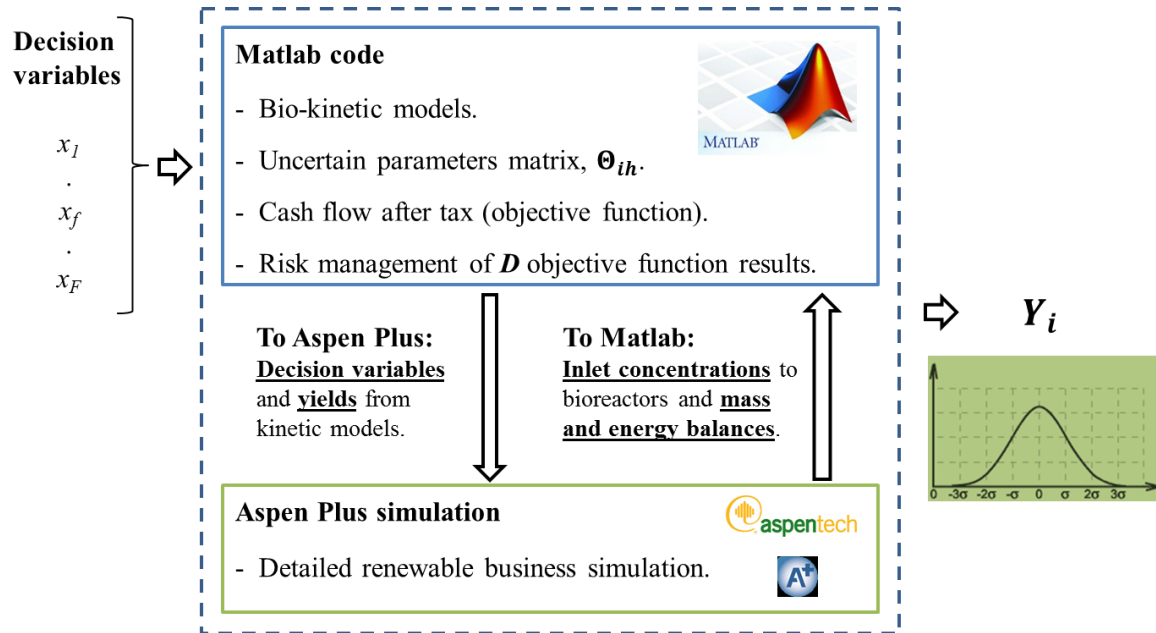 Decision
variables
x1
.
xf
.
xF
Matlab code
MATLAB®
- Bio-kinetic models.
- Uncertain parameters matrix, Θih.
- Cash flow after tax (objective function).
- Risk management of D objective function results.
To Aspen Plus:
Decision variables
and yields from
kinetic models.
To Matlab:
Inlet concentrations to
bioreactors and mass
and energy balances.
Aspen Plus simulation
aspentech
- Detailed renewable business simulation.
A+
Yi
0 -3σ -2σ -σ 0 σ 2σ 3σ